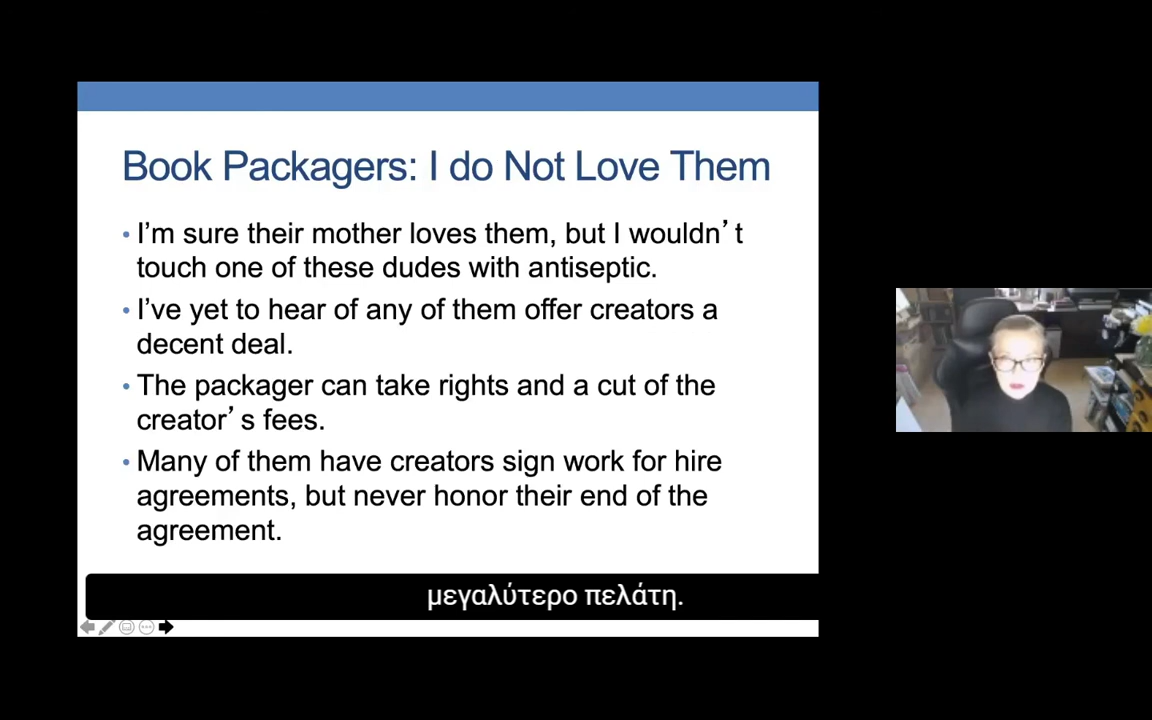 Book Packagers: I do Not Love Them
• I’m sure their mother loves them, but I wouldn’t
touch one of these dudes with antiseptic.
• I’ve yet to hear of any of them offer creators a
decent deal.
• The packager can take rights and a cut of the
creator’s fees.
• Many of them have creators sign work for hire
agreements, but never honor their end of the
agreement.
μεγαλύτερο πελάτη.